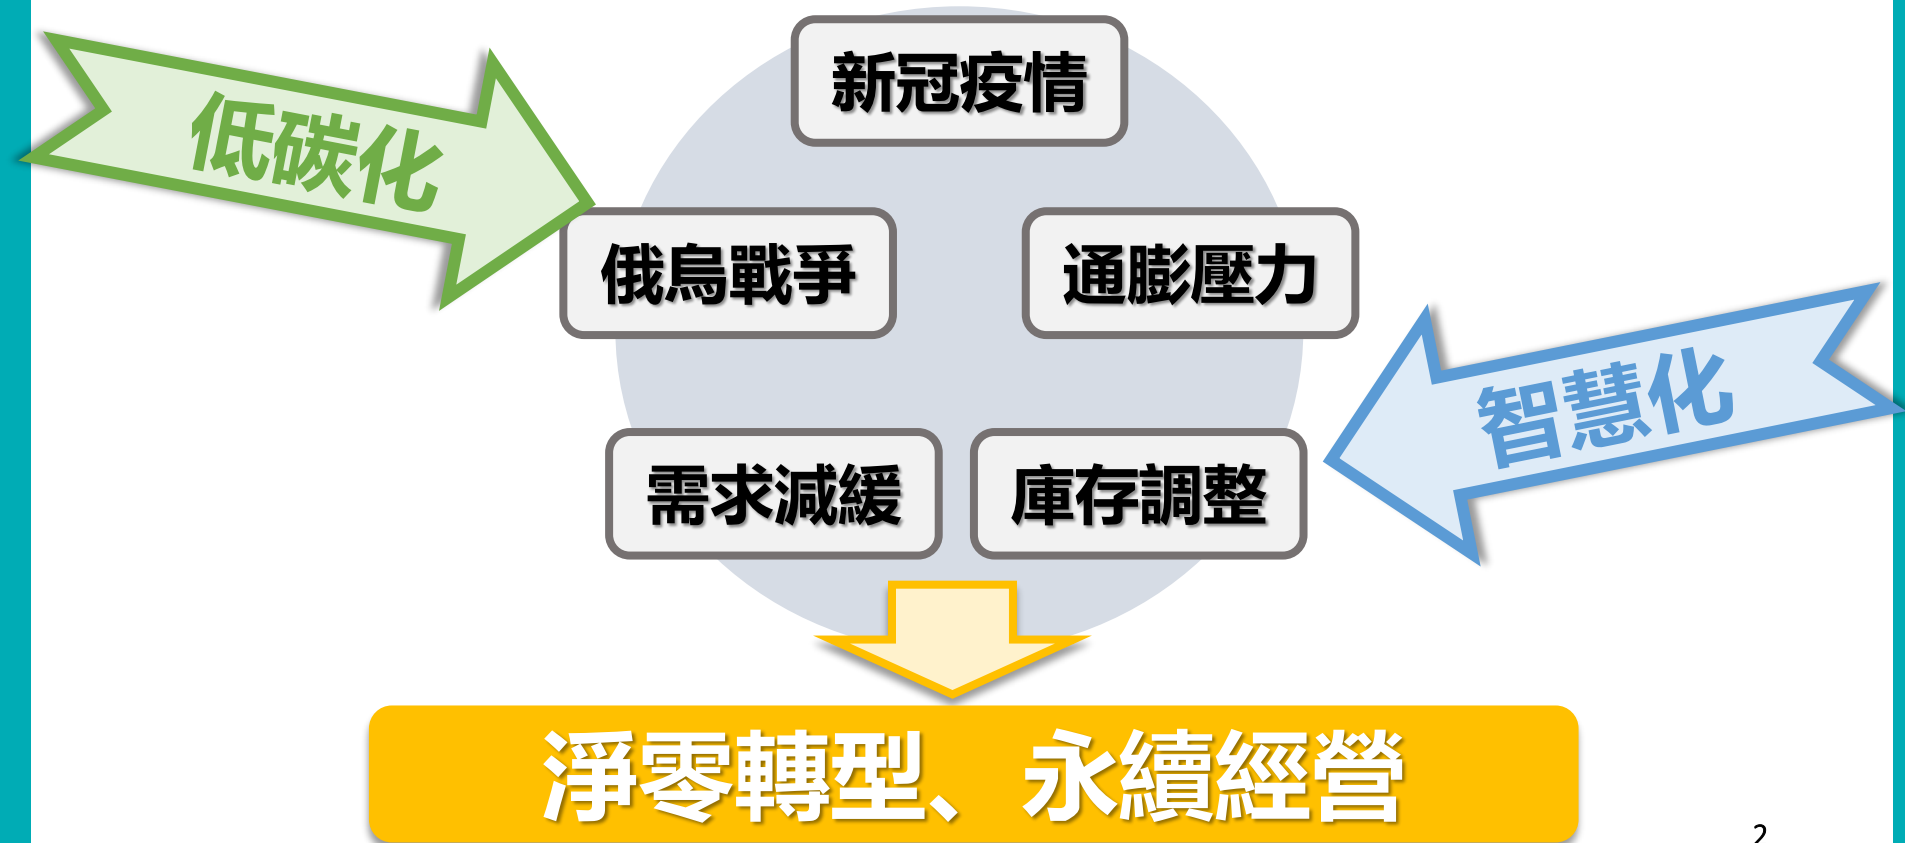 新冠疫情
低碳化
俄烏戰爭
通膨壓力
智慧化
需求減緩
庫存調整
淨零轉型、永續經營
2